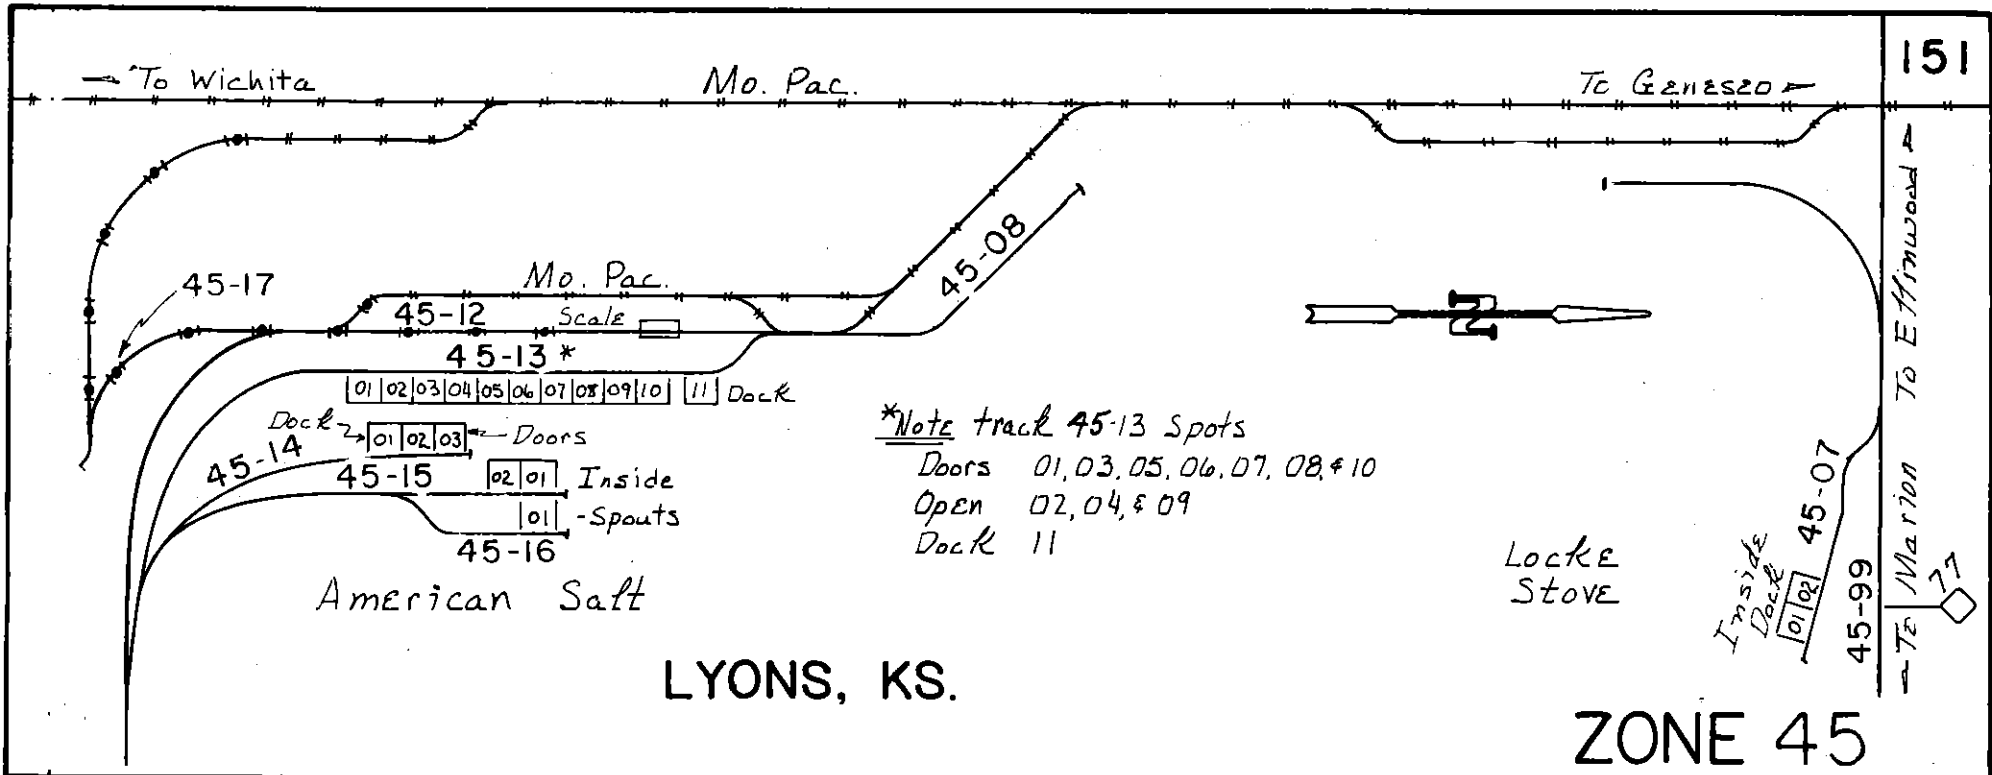 151
To Wichita
Mo. Pac.
To Geneseo
To Ellinwood
45-08
45-17
Mo. Pac.
45-12
Scale
N
45-13 *
01 02 03 04 05 06 07 08 09 10 11 Dock
Dock
01 02 03
Doors
45-14
45-15
02 01 Inside
01 -Spouts
45-16
American Salt
*Note track 45-13 Spots
Doors 01, 03, 05, 06, 07, 08, & 10
Open 02, 04, & 09
Dock 11
Locke
Stove
45-07
Inside
Dock
01 02
45-99
To Marion
77
LYONS, KS.
ZONE 45